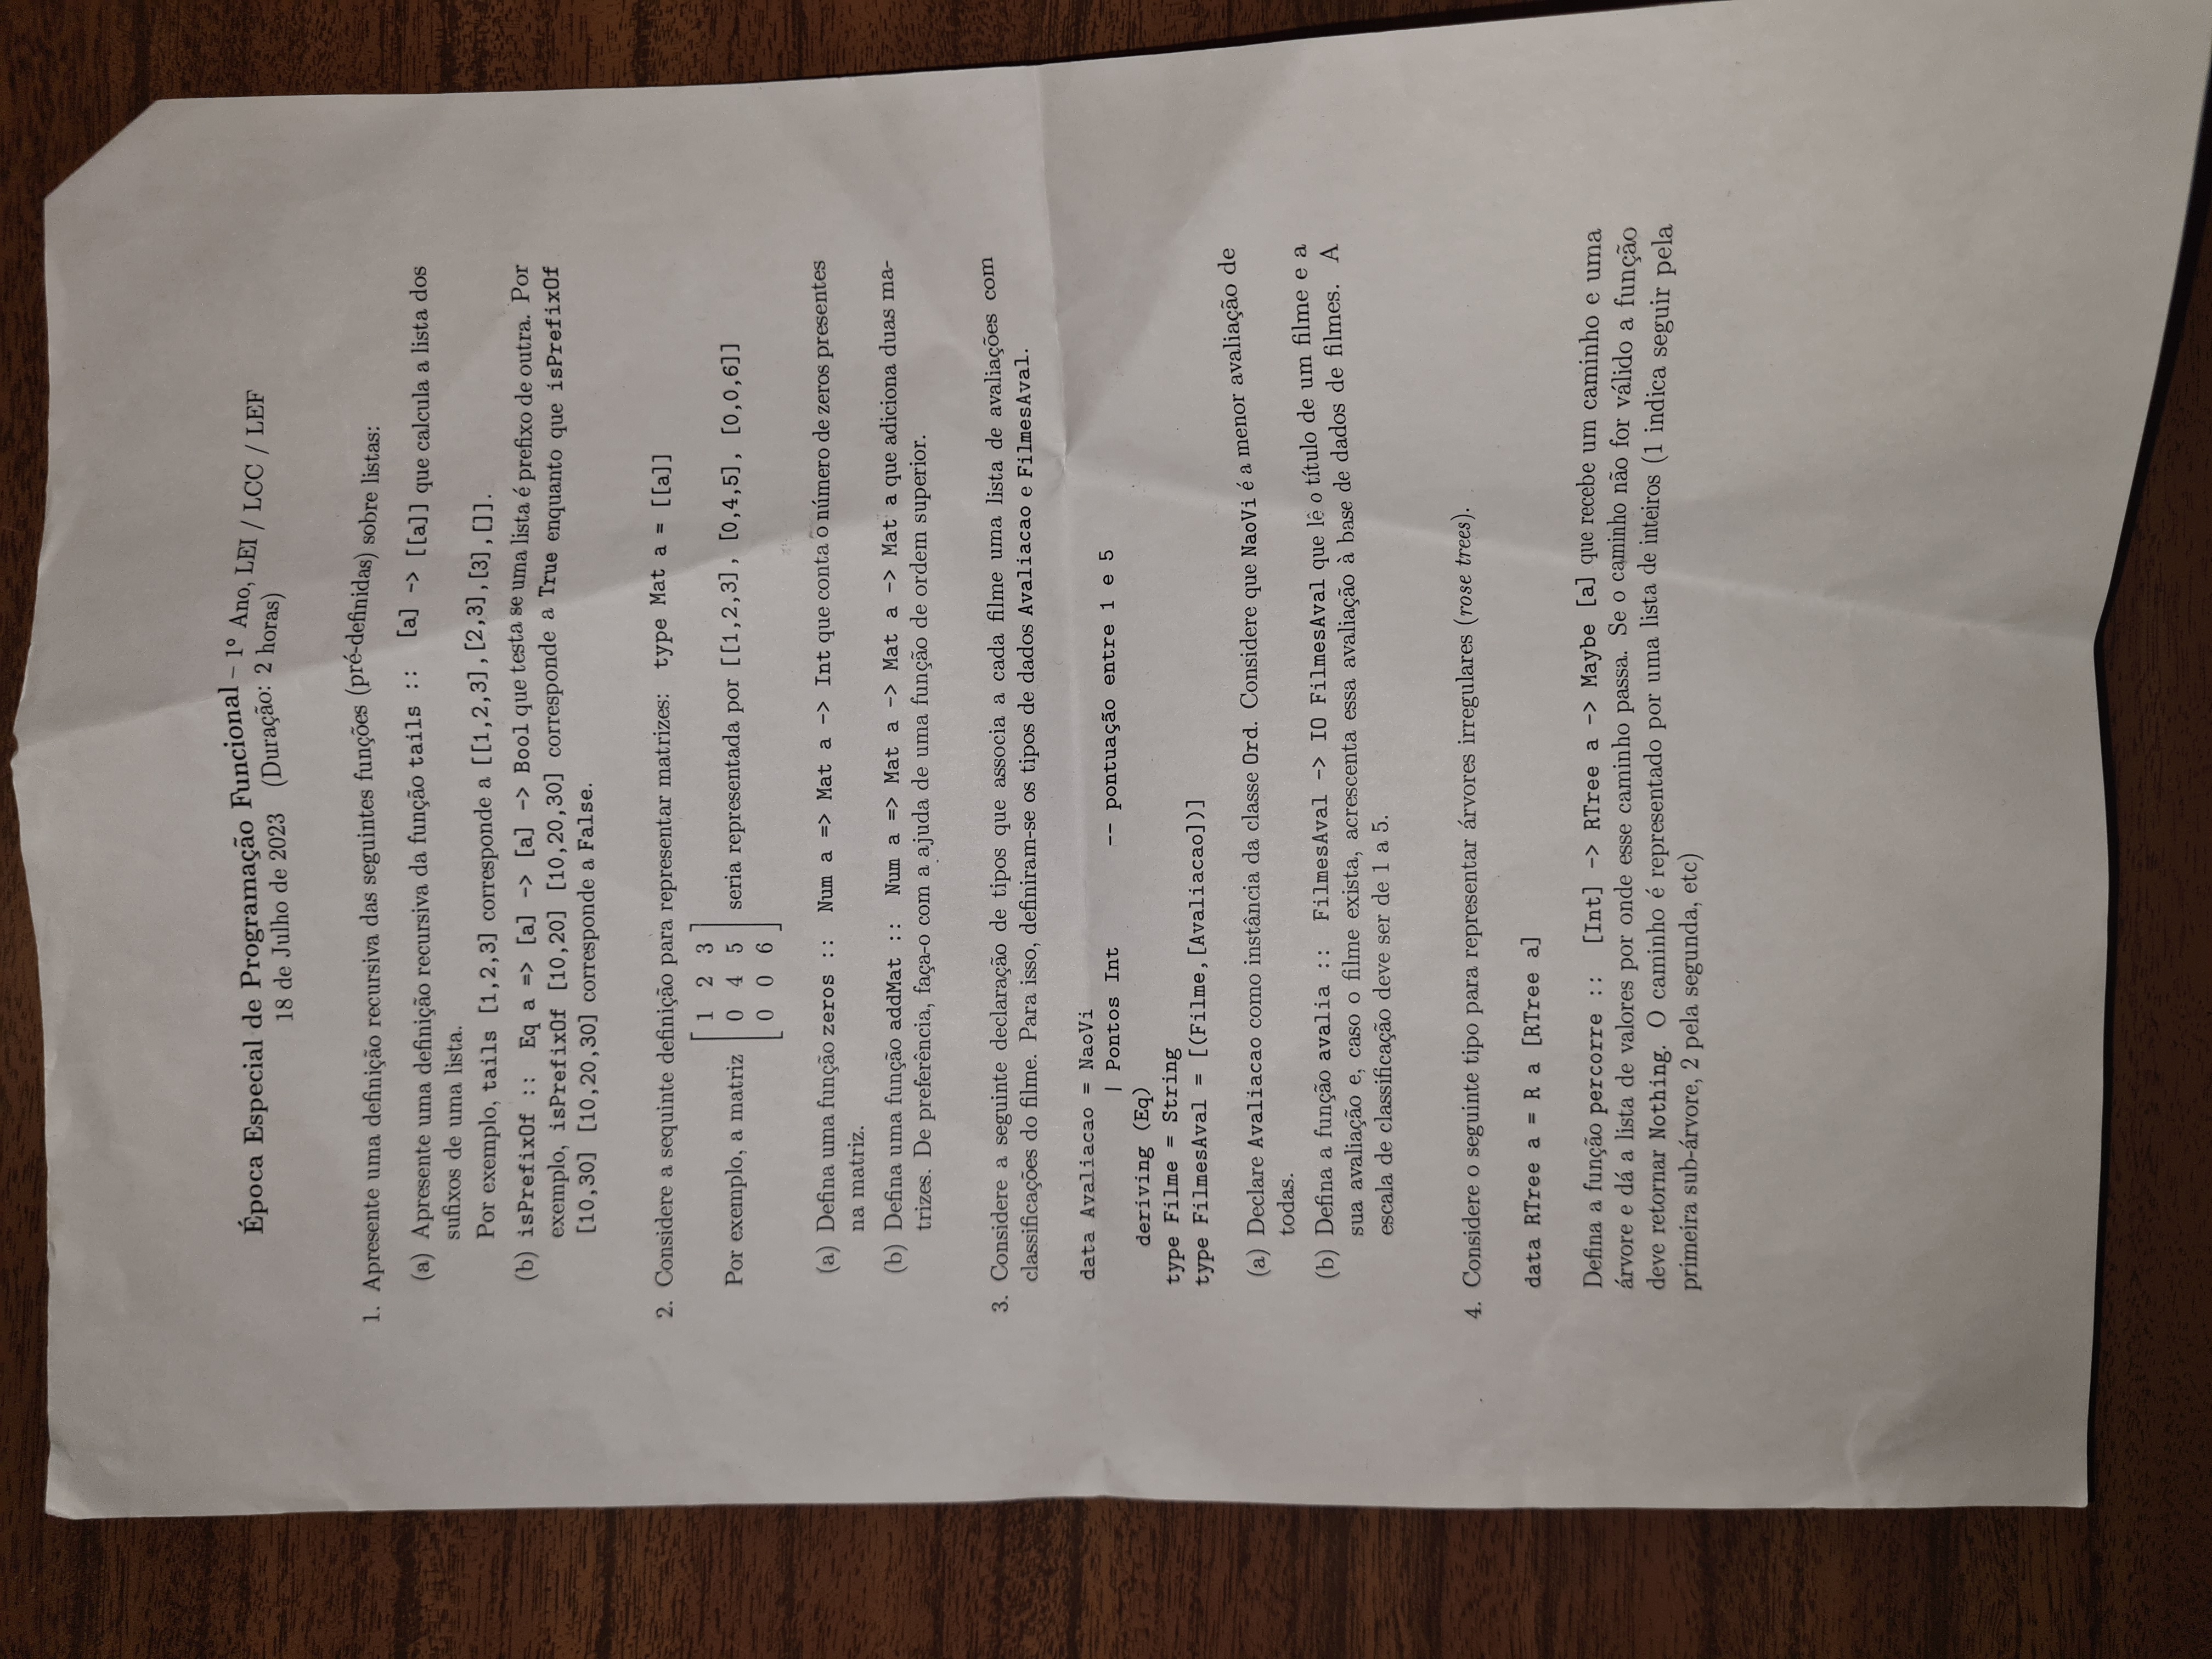 Época Especial de Programação Funcional – 1º Ano, LEI / LCC / LEF
18 de Julho de 2023 (Duração: 2 horas)
1. Apresente uma definição recursiva das seguintes funções (pré-definidas) sobre listas:
(a) Apresente uma definição recursiva da função tails :: [a] -> [[a]] que calcula a lista dos
sufixos de uma lista.
Por exemplo, tails [1,2,3] corresponde a [[1,2,3],[2,3],[3],[]].
(b) isPrefixOf :: Eq a => [a] -> [a] -> Bool que testa se uma lista é prefixo de outra. Por
exemplo, isPrefixOf [10,20] [10,20,30] corresponde a True enquanto que isPrefixOf
[10,30] [10,20,30] corresponde a False.
2. Considere a sequinte definição para representar matrizes: type Mat a = [[a]]
Por exemplo, a matriz
1 2 3
0 4 5
0 0 6
seria representada por [[1,2,3], [0,4,5], [0,0,6]]
(a) Defina uma função zeros :: Num a => Mat a -> Int que conta o número de zeros presentes
na matriz.
(b) Defina uma função addMat :: Num a => Mat a -> Mat a -> Mat a que adiciona duas ma-
trizes. De preferência, faça-o com a ajuda de uma função de ordem superior.
3. Considere a seguinte declaração de tipos que associa a cada filme uma lista de avaliações com
classificações do filme. Para isso, definiram-se os tipos de dados Avaliacao e FilmesAval.
data Avaliacao = NaoVi
| Pontos Int -- pontuação entre 1 e 5
deriving (Eq)
type Filme = String
type FilmesAval = [(Filme,[Avaliacao])]
(a) Declare Avaliacao como instância da classe Ord. Considere que NaoVi é a menor avaliação de
todas.
(b) Defina a função avalia :: FilmesAval -> IO FilmesAval que lê o título de um filme e a
sua avaliação e, caso o filme exista, acrescenta essa avaliação à base de dados de filmes. A
escala de classificação deve ser de 1 a 5.
4. Considere o seguinte tipo para representar árvores irregulares (rose trees).
data RTree a = R a [RTree a]
Defina a função percorre :: [Int] -> RTree a -> Maybe [a] que recebe um caminho e uma
árvore e dá a lista de valores por onde esse caminho passa. Se o caminho não for válido a função
deve retornar Nothing. O caminho é representado por uma lista de inteiros (1 indica seguir pela
primeira sub-árvore, 2 pela segunda, etc)